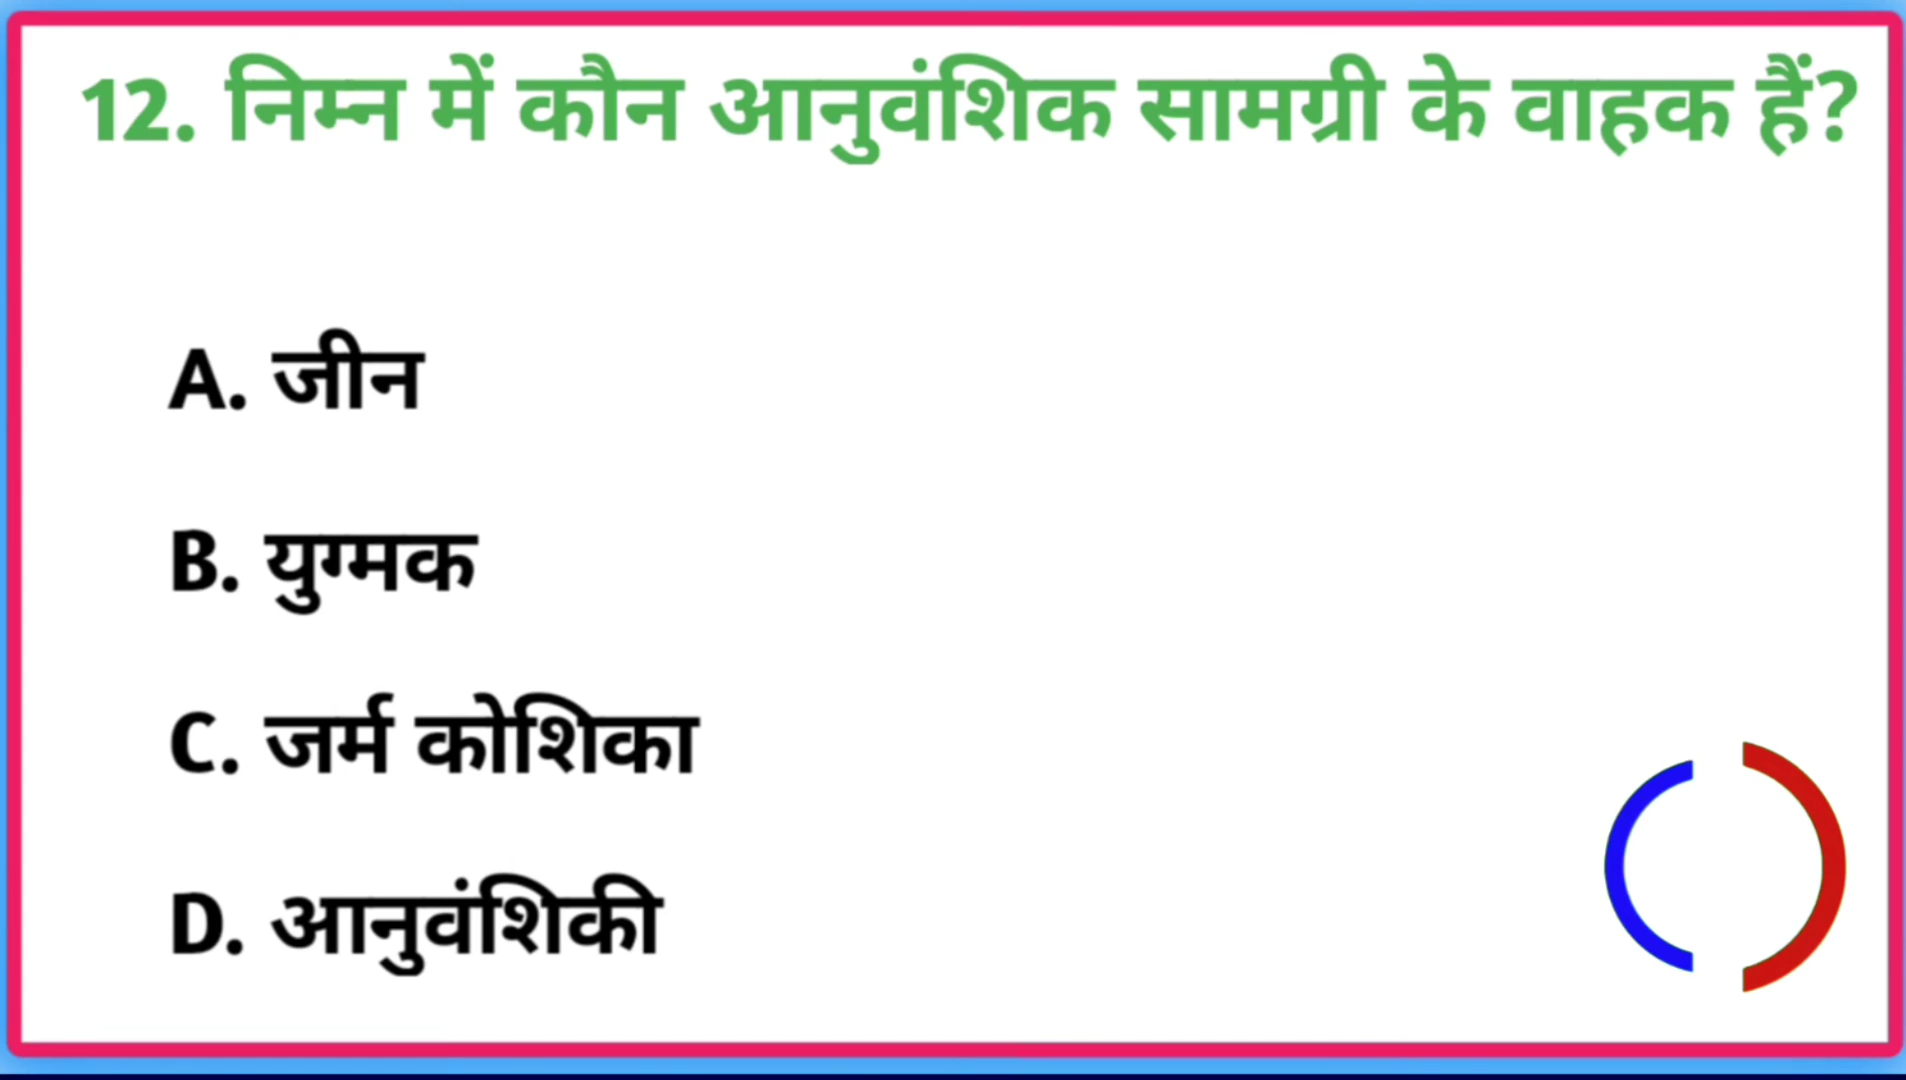 12. निम्न में कौन आनुवंशिक सामग्री के वाहक हैं?
A. जीन
B. युग्मक
C. जर्म कोशिका
D. आनुवंशिकी